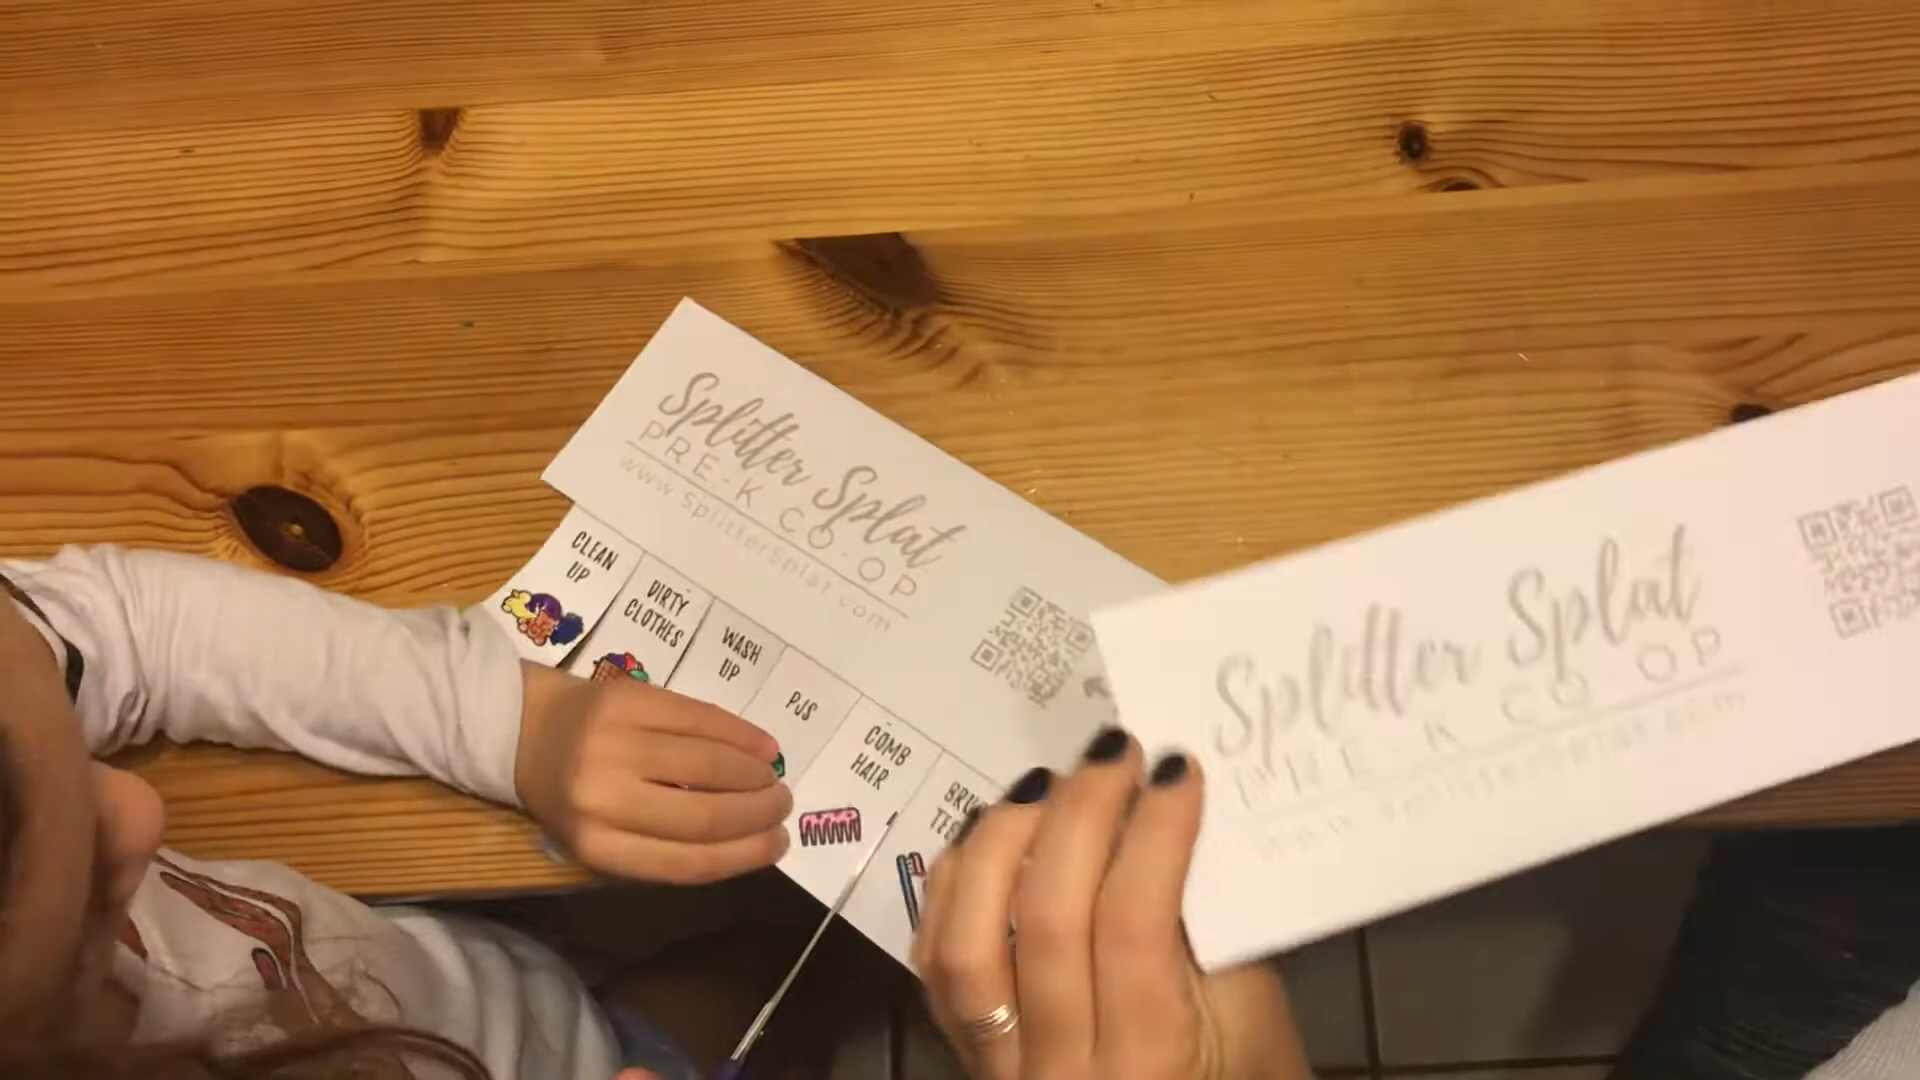 Splitter Splat
PRE-K CO-OP
www.SplitterSplat.com
CLEAN
UP
DIRTY
CLOTHES
WASH
UP
PJS
COMB
HAIR
Splitter Splat
PRE-K CO-OP